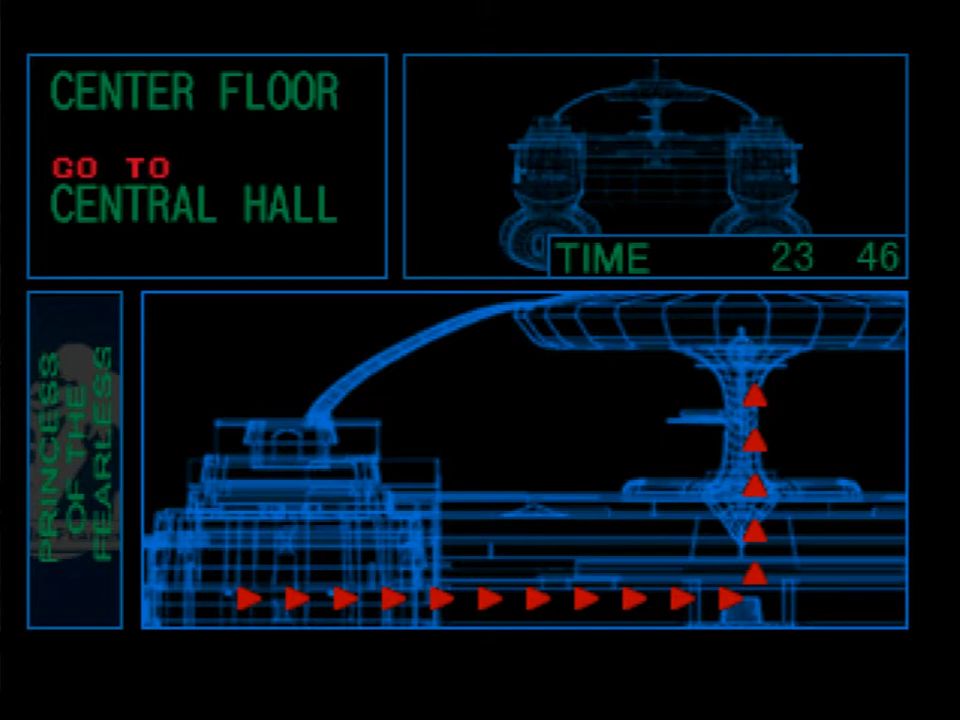 CENTER FLOOR
GO TO
CENTRAL HALL
TIME 23 46
PRINCESS
OF THE
FEARLESS